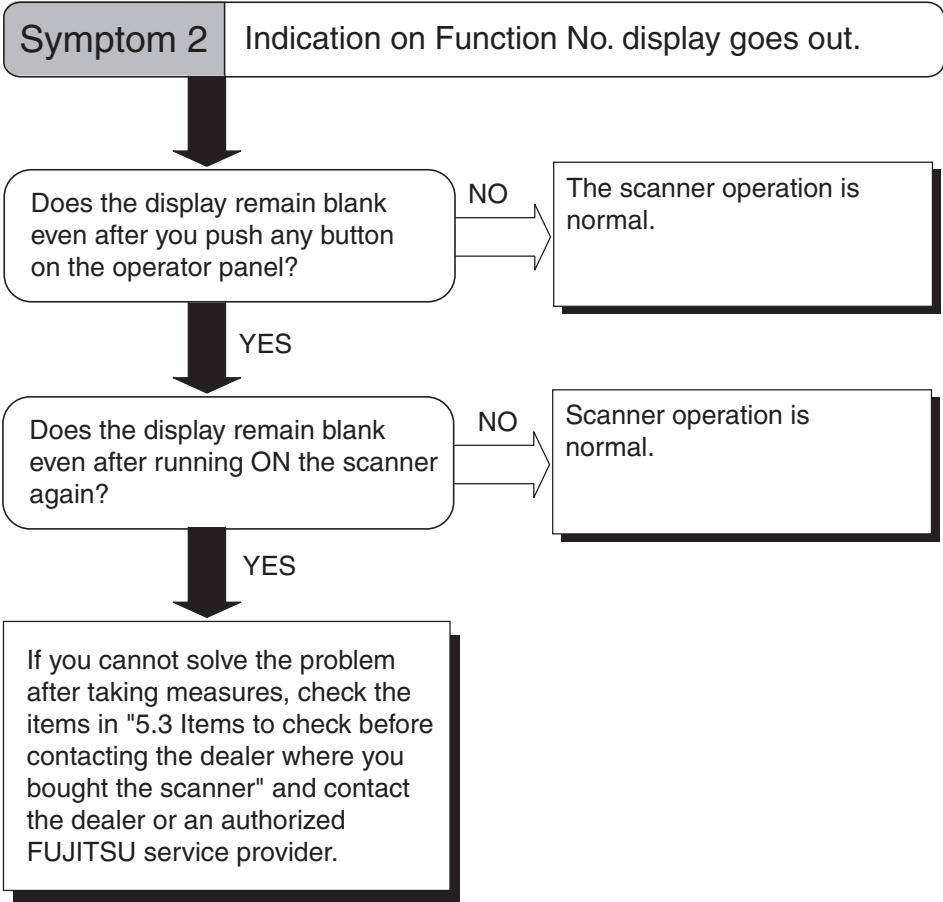 Symptom 2 Indication on Function No. display goes out.
Does the display remain blank
even after you push any button
on the operator panel?
NO
The scanner operation is
normal.
YES
Does the display remain blank
even after running ON the scanner
again?
NO
Scanner operation is
normal.
YES
If you cannot solve the problem
after taking measures, check the
items in "5.3 Items to check before
contacting the dealer where you
bought the scanner" and contact
the dealer or an authorized
FUJITSU service provider.